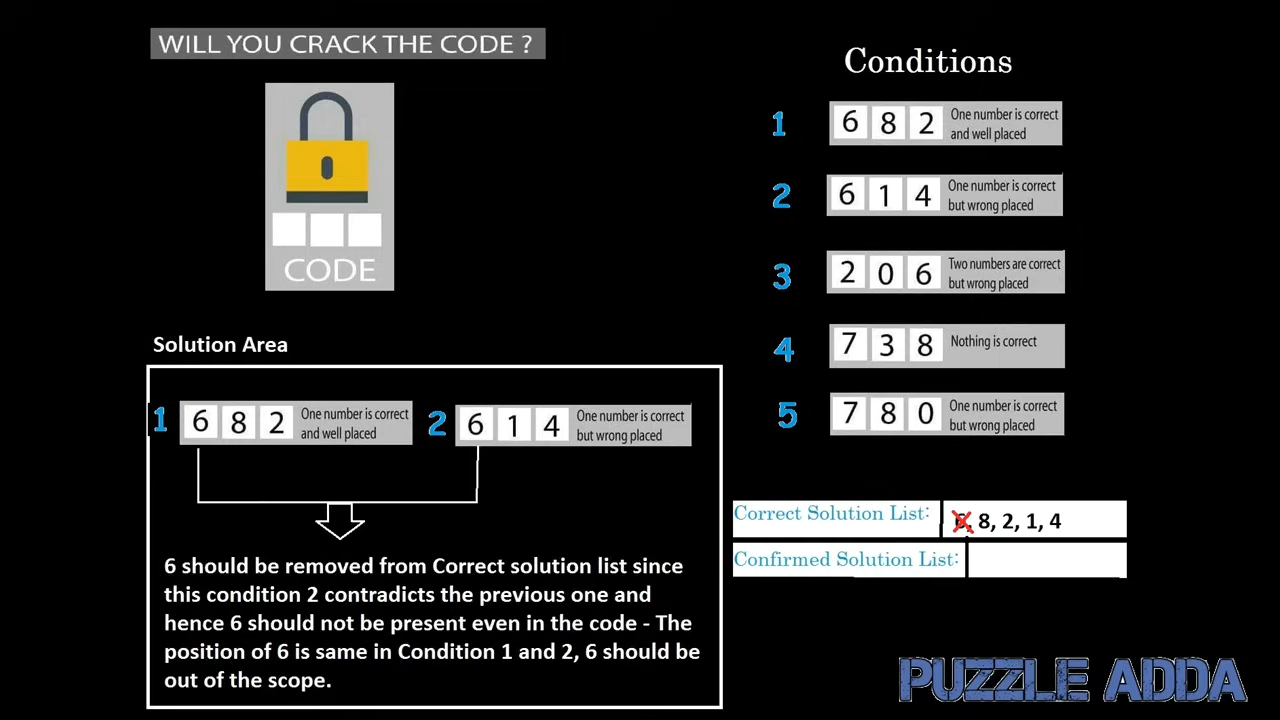 WILL YOU CRACK THE CODE ?
CODE
Conditions
1
6 8 2
One number is correct
and well placed
2
6 1 4
One number is correct
but wrong placed
3
2 0 6
Two numbers are correct
but wrong placed
4
7 3 8
Nothing is correct
5
7 8 0
One number is correct
but wrong placed
Solution Area
1
6 8 2
One number is correct
and well placed
2
6 1 4
One number is correct
but wrong placed
6 should be removed from Correct solution list since
this condition 2 contradicts the previous one and
hence 6 should not be present even in the code - The
position of 6 is same in Condition 1 and 2, 6 should be
out of the scope.
Correct Solution List:
6, 8, 2, 1, 4
Confirmed Solution List:
PUZZLE ADDA